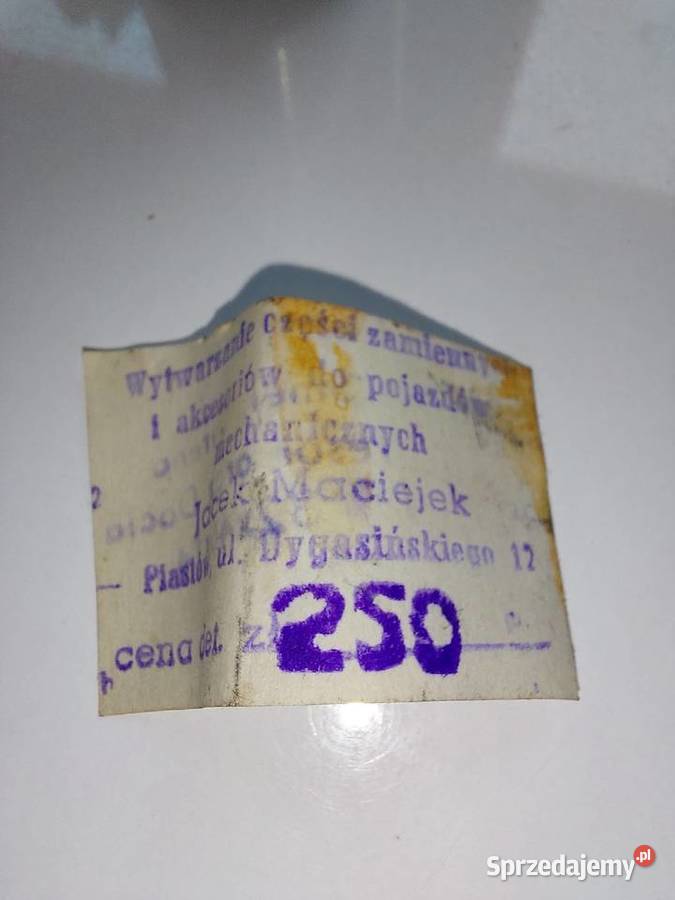 Wytwarzanie części zamiennych
i akcesoriów do pojazdów
mechanicznych
Jacek Maciejek
Piastów, ul. Dygasińskiego 12
cena det. zł 250
Sprzedajemy.pl